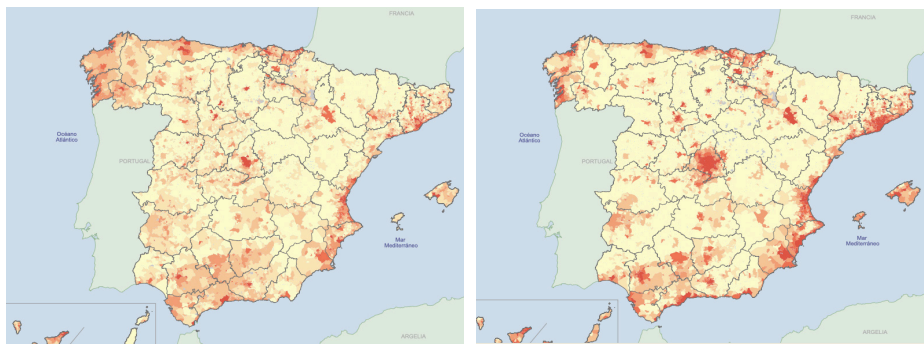 FRANCIA
Océano
Atlántico
PORTUGAL
Mar
Mediterráneo
ARGELIA
FRANCIA
Océano
Atlántico
PORTUGAL
Mar
Mediterráneo
ARGELIA